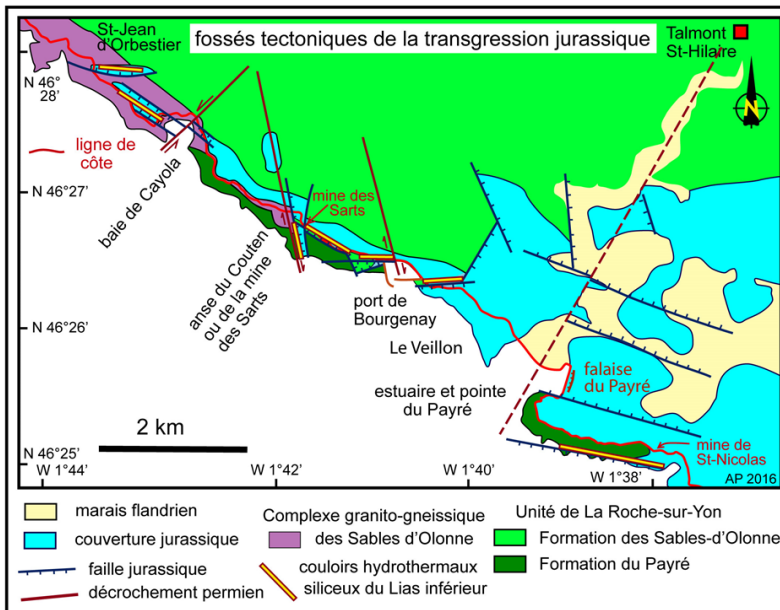 St-Jean
d'Orbestier
fossés tectoniques de la transgression jurassique
Talmont
St-Hilaire
N 46°
28'
N
ligne de
côte
N 46°27'
baie de Cayola
mine des
Sarts
anse du Couten
ou de la mine
des Sarts
port de
Bourgenay
N 46°26'
Le Veillon
estuaire et pointe
du Payré
falaise
du Payré
2 km
mine de
St-Nicolas
N 46°25'
W 1°44'
W 1°42'
W 1°40'
W 1°38'
AP 2016
marais flandrien
couverture jurassique
faille jurassique
décrochement permien
Complexe granito-gneissique
des Sables d'Olonne
couloirs hydrothermaux
siliceux du Lias inférieur
Unité de La Roche-sur-Yon
Formation des Sables-d'Olonne
Formation du Payré